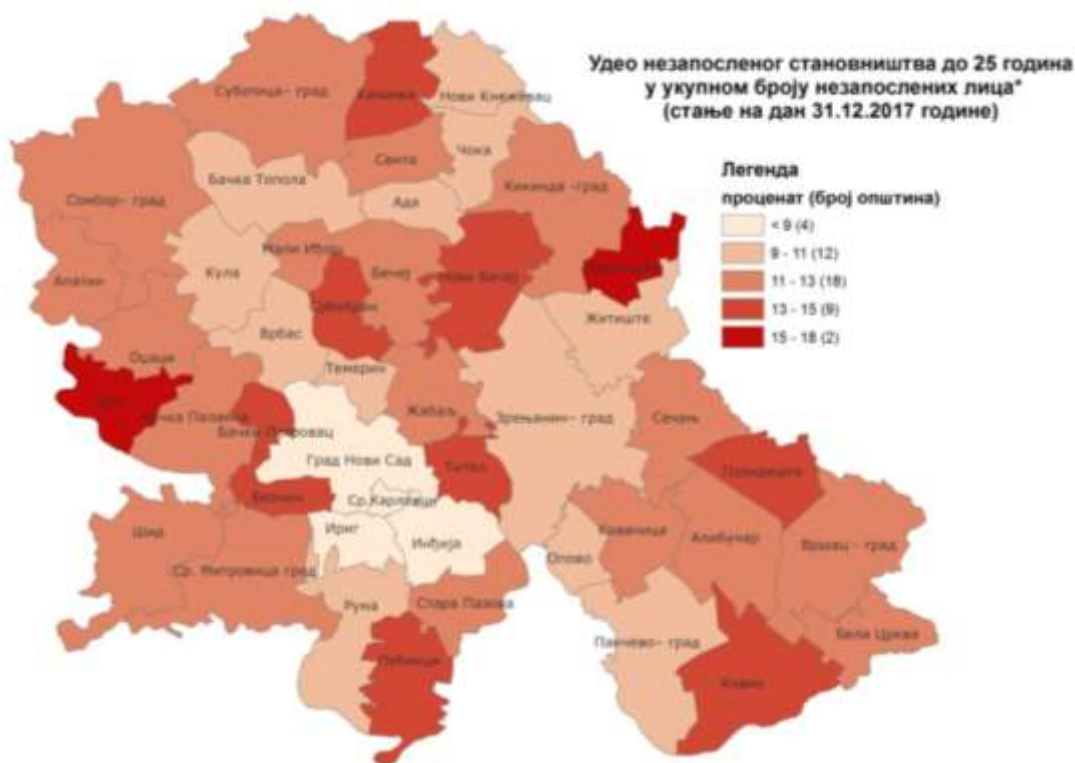 Удео незапосленог становништва до 25 година
у укупном броју незапослених лица*
(стање на дан 31.12.2017 године)
Легенда
проценат (број општина)
< 9 (4)
9 - 11 (12)
11 - 13 (18)
13 - 15 (9)
15 - 18 (2)
Суботица– град
Кањижа
Нови Кнежевац
Чока
Сента
Бачка Топола
Ада
Кикинда –град
Сомбор– град
Мали Иђош
Бечеј
Нови Бечеј
Кула
Апатин
Србобран
Житиште
Врбас
Оџаци
Темерин
Жабаљ
Зрењанин– град
Сечањ
Бачка Паланка
Бачки Петровац
Град Нови Сад
Тител
Пландиште
Беочин
Ср.Карловци
Шид
Ириг
Инђија
Ковачица
Алибунар
Вршац – град
Опово
Ср. Митровица град
Рума
Стара Пазова
Панчево– град
Бела Црква
Пећинци
Ковин